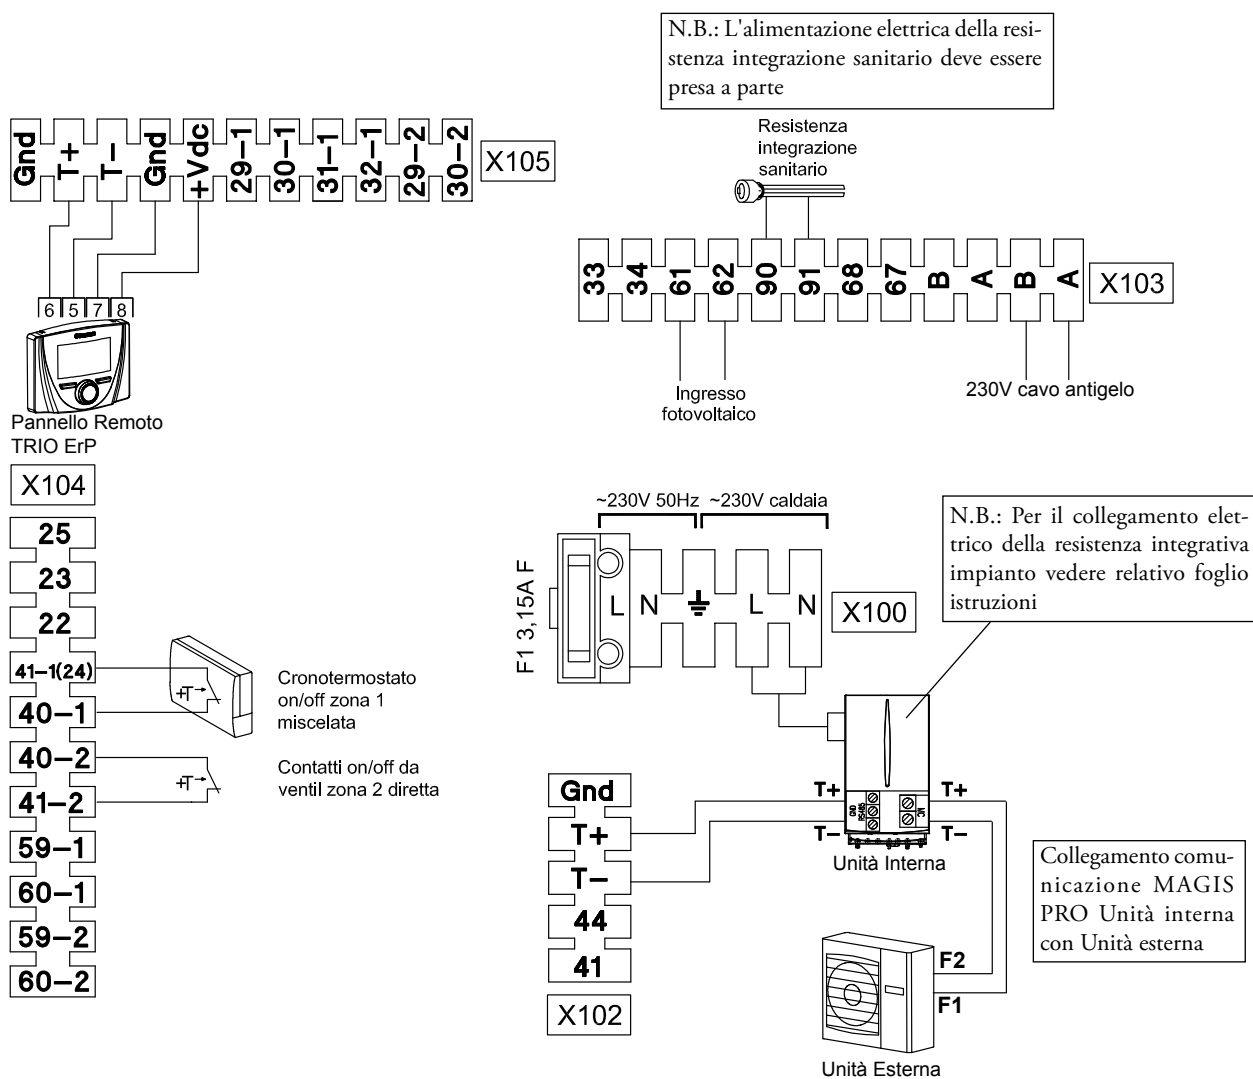 N.B.: L'alimentazione elettrica della resi-
stenza integrazione sanitario deve essere
presa a parte
Gnd
T+
T-
Gnd
+Vdc
29-1
30-1
31-1
32-1
29-2
30-2
X105
6
5
7
8
Pannello Remoto
TRIO ErP
Resistenza
integrazione
sanitario
33
34
61
62
90
91
68
67
B
A
B
A
X103
Ingresso
fotovoltaico
230V cavo antigelo
X104
25
23
22
41-1(24)
40-1
40-2
41-2
59-1
60-1
59-2
60-2
+T
Cronotermostato
on/off zona 1
miscelata
+T
Contatti on/off da
ventil zona 2 diretta
~230V 50Hz
~230V caldaia
F1 3,15A F
L
N
L
N
X100
N.B.: Per il collegamento elet-
trico della resistenza integrativa
impianto vedere relativo foglio
istruzioni
Gnd
T+
T-
44
41
X102
T+
T-
GND
RS485
MC
T+
T-
Unità Interna
F2
F1
Unità Esterna
Collegamento comu-
nicazione MAGIS
PRO Unità interna
con Unità esterna